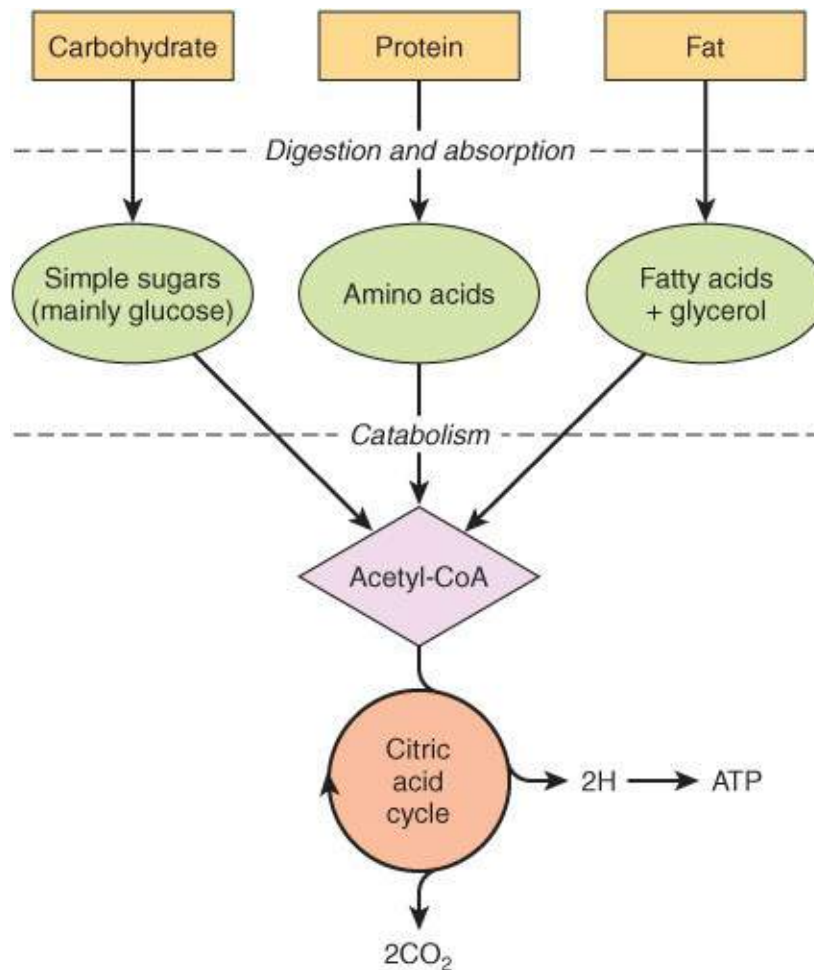 Carbohydrate
Protein
Fat
Digestion and absorption
Simple sugars
(mainly glucose)
Amino acids
Fatty acids
+ glycerol
Catabolism
Acetyl-CoA
Citric
acid
cycle
2H
ATP
2CO₂